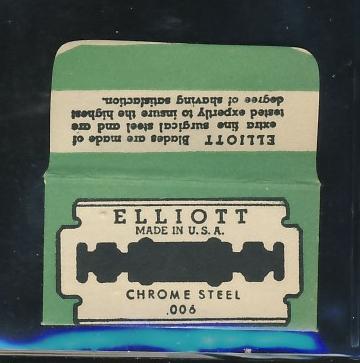 ELLIOTT Blades are made of
extra fine surgical steel and are
tested expertly to insure the highest
degree of shaving satisfaction.
ELLIOTT
MADE IN U.S.A.
CHROME STEEL
.006